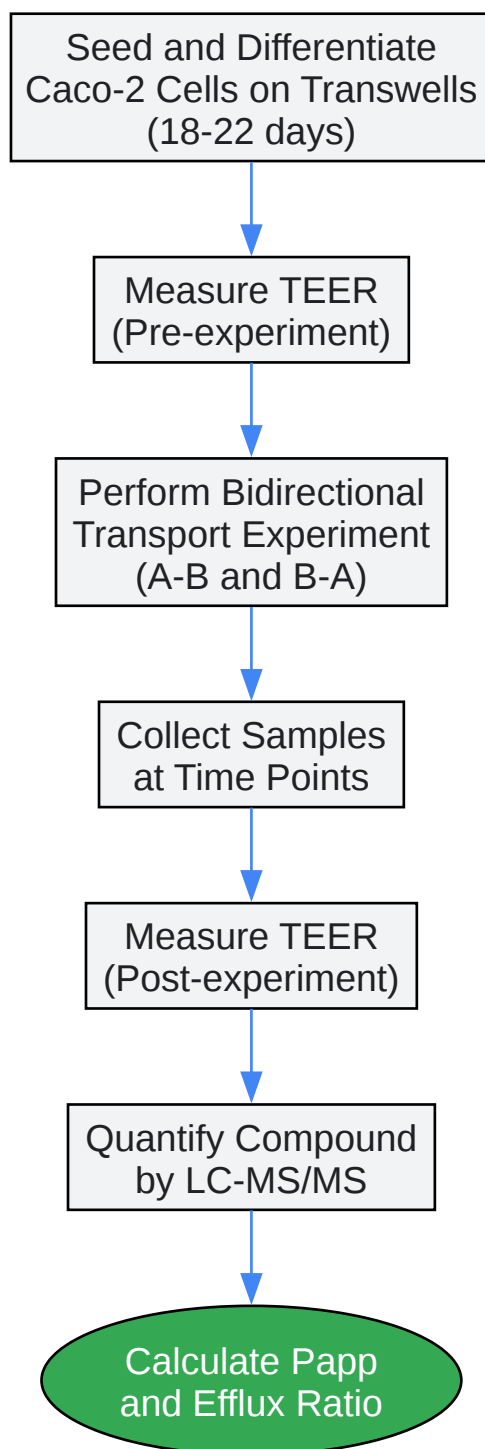 Seed and Differentiate
Caco-2 Cells on Transwells
(18-22 days)
Measure TEER
(Pre-experiment)
Perform Bidirectional
Transport Experiment
(A-B and B-A)
Collect Samples
at Time Points
Measure TEER
(Post-experiment)
Quantify Compound
by LC-MS/MS
Calculate Papp
and Efflux Ratio